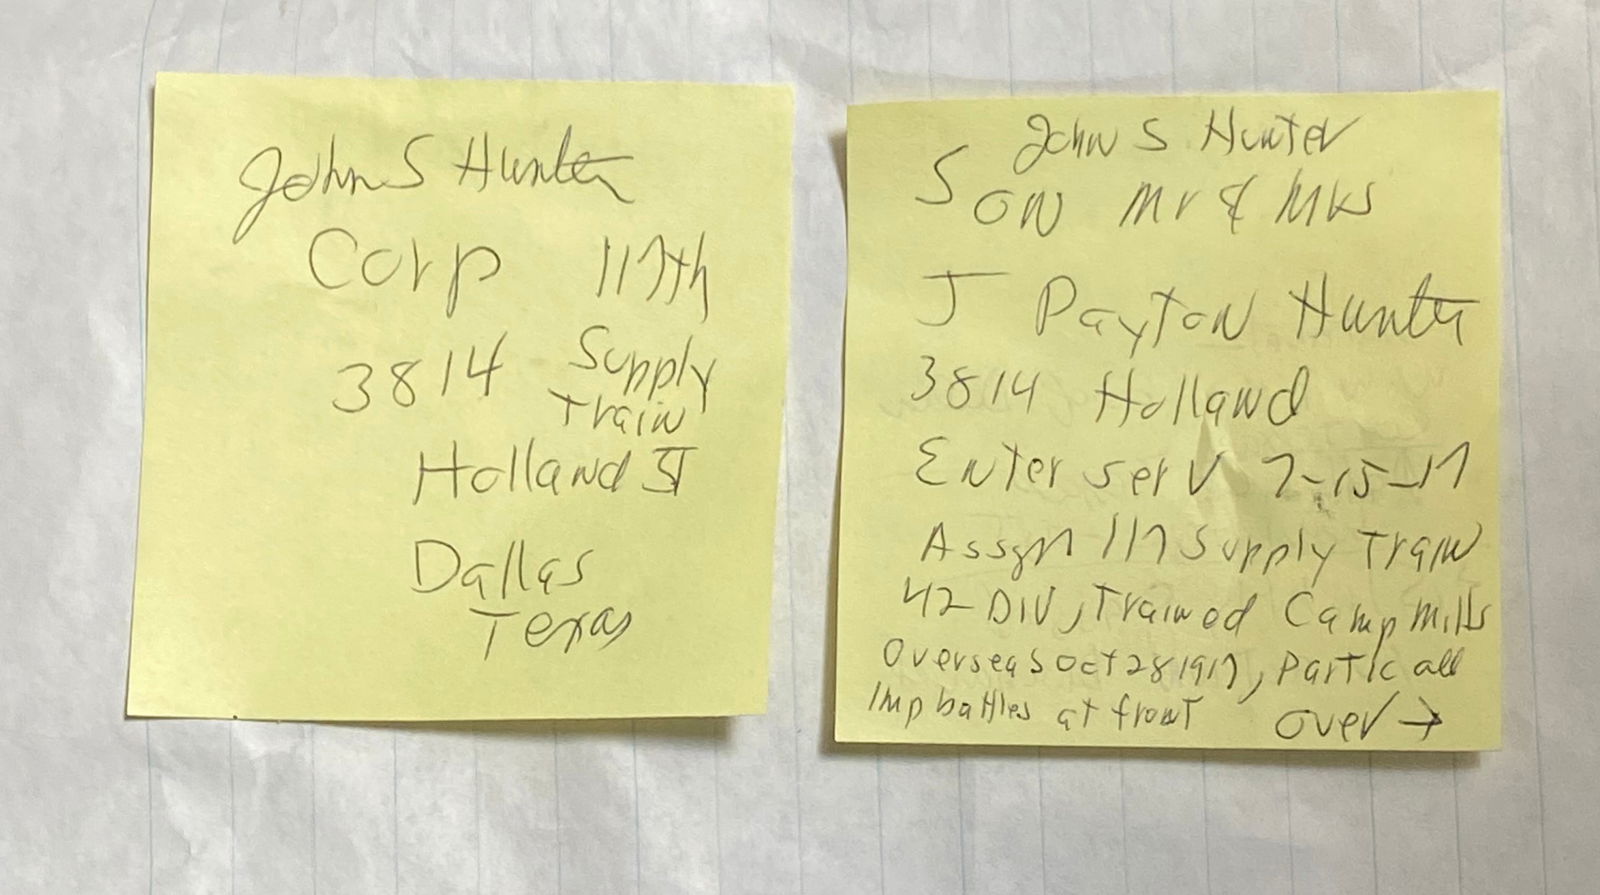 John S Hunter
Corp 117th
3814 Supply
Train
Holland St
Dallas
Texas
John S Hunter
Son Mr & Mrs
J Payton Hunter
3814 Holland
Enter serv 7-15-17
Assgn 117 Supply Train
42 Div, Trained Camp Mills
Overseas Oct 28 1917, Partic all
Imp battles at front over →